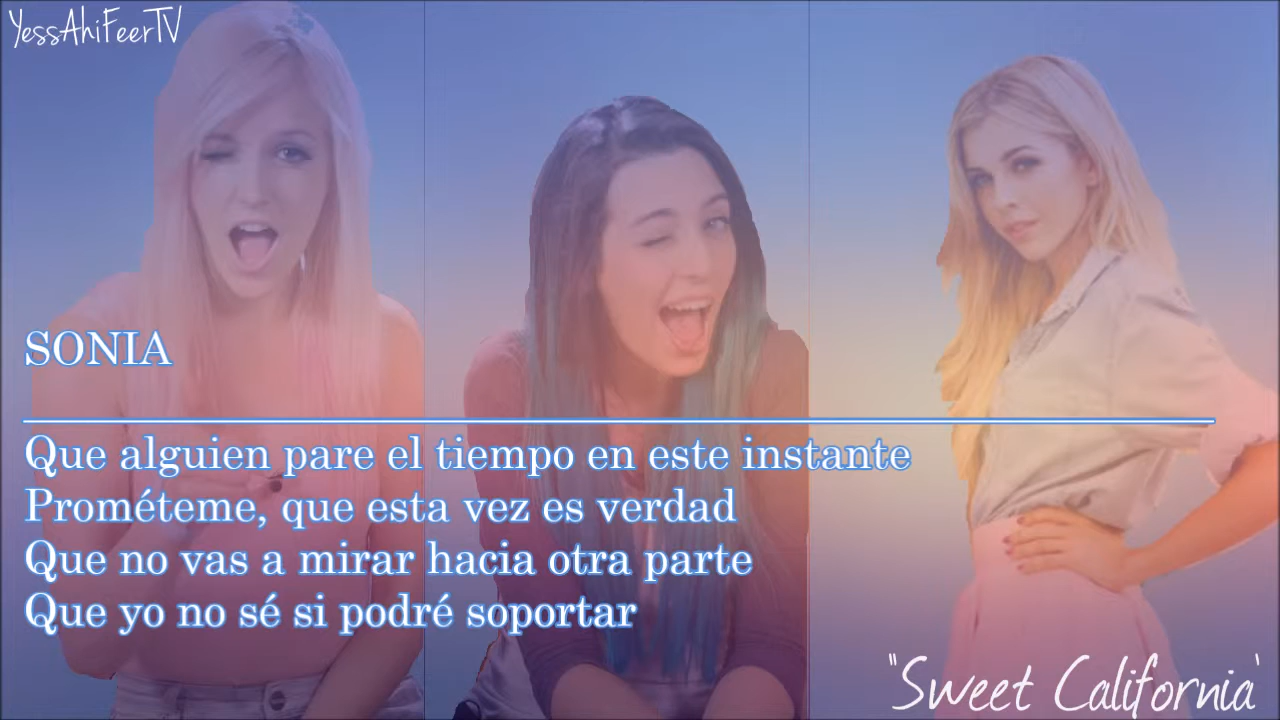 YessAhiFeerTV
SONIA
Que alguien pare el tiempo en este instante
Prométeme, que esta vez es verdad
Que no vas a mirar hacia otra parte
Que yo no sé si podré soportar
"Sweet California'